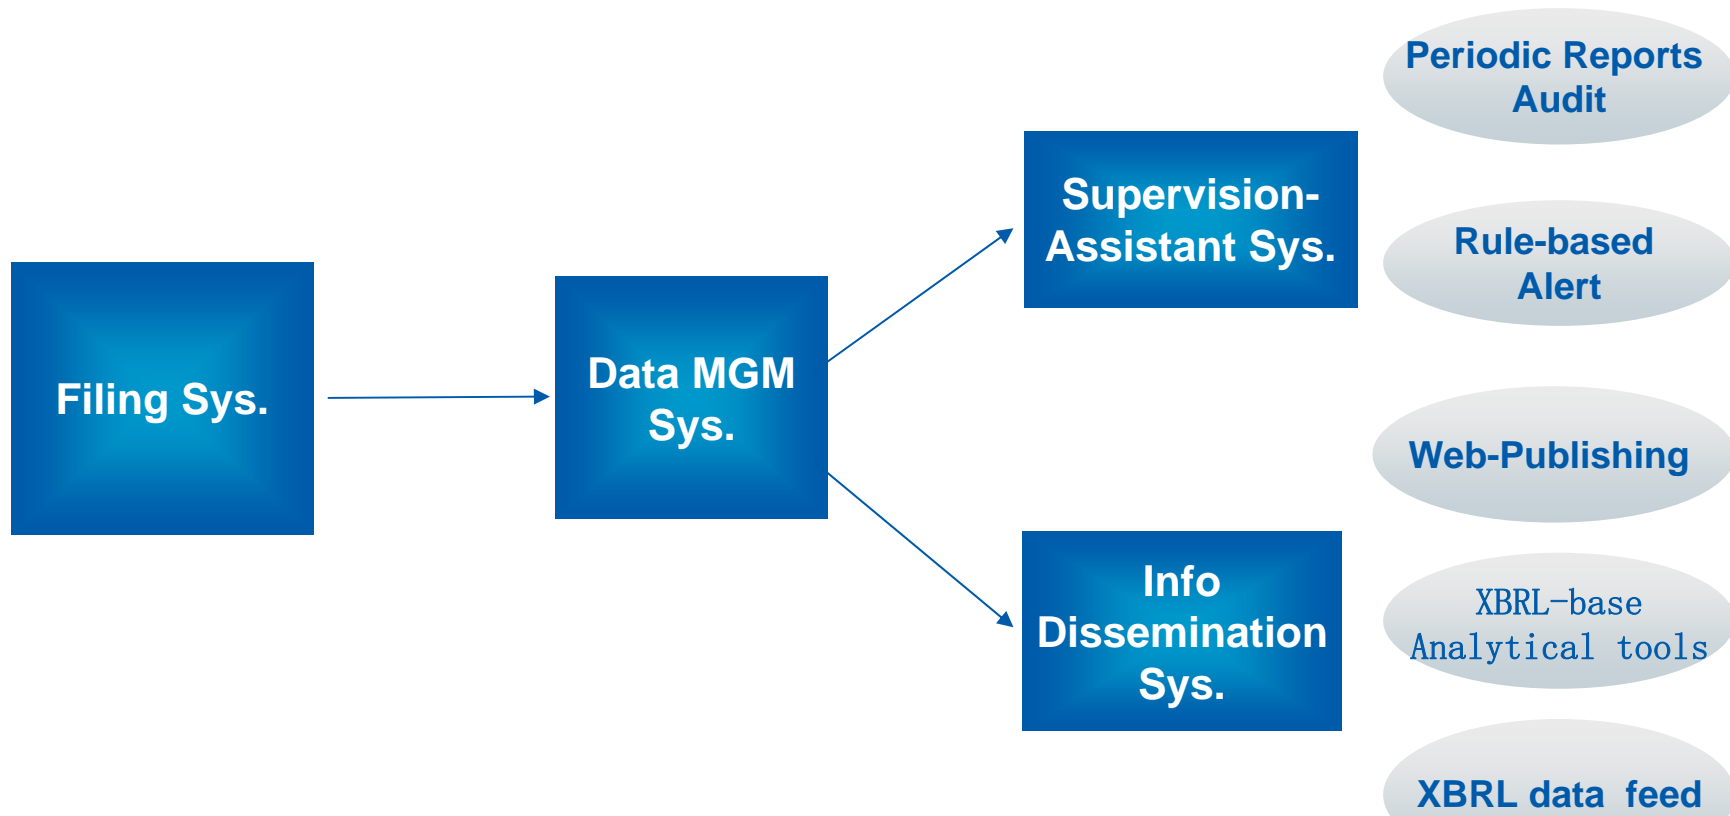 Filing Sys.
Data MGM
Sys.
Supervision-
Assistant Sys.
Info
Dissemination
Sys.
Periodic Reports
Audit
Rule-based
Alert
Web-Publishing
XBRL-base
Analytical tools
XBRL data  feed